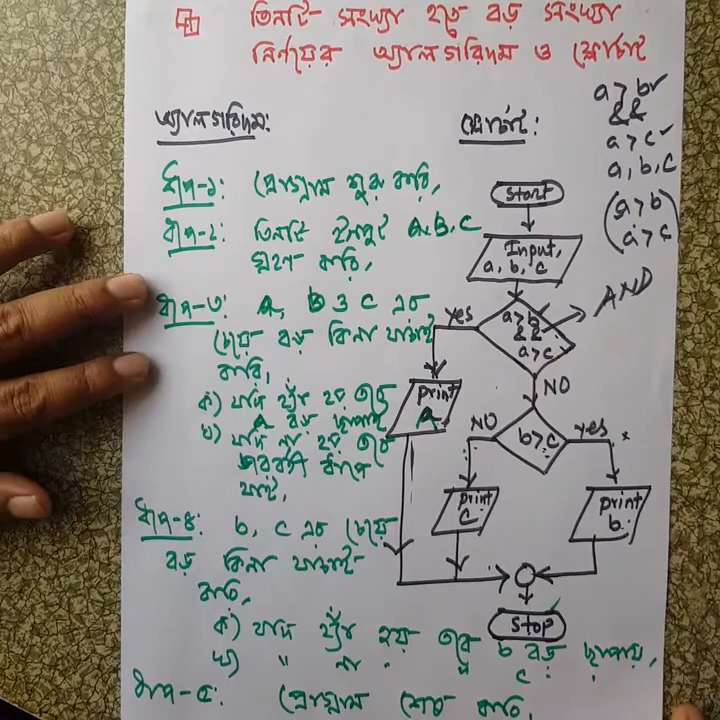 তিনটি সংখ্যা হতে বড় সংখ্যা
নির্ণয়ের অ্যালগরিদম ও ফ্লোচার্ট
অ্যালগরিদম:
ধাপ-১: প্রোগ্রাম শুরু করি,
ধাপ-২: তিনটি ইনপুট a, b, c
গ্রহণ করি,
ধাপ-৩: a, b ও c এর
চেয়ে বড় কিনা যাচাই
করি,
ক) যদি হ্যাঁ হয় তবে
a বড় ছাপাই
খ) যদি না হয় তবে
পরবর্তী ধাপে
যাই,
ধাপ-৪: b, c এর চেয়ে
বড় কিনা যাচাই
করি,
ক) যদি হ্যাঁ হয় তবে b বড় ছাপায়,
খ) " না " c "
ধাপ-৫: প্রোগ্রাম শেষ করি,
ফ্লোচার্ট:
a > b
&&
a > c
a, b, c
(a > b)
a > c
Start
Input,
a, b, c
a > b
&&
a > c
AND
yes
NO
print
A
b > c
NO
yes
print
c
print
b
Stop